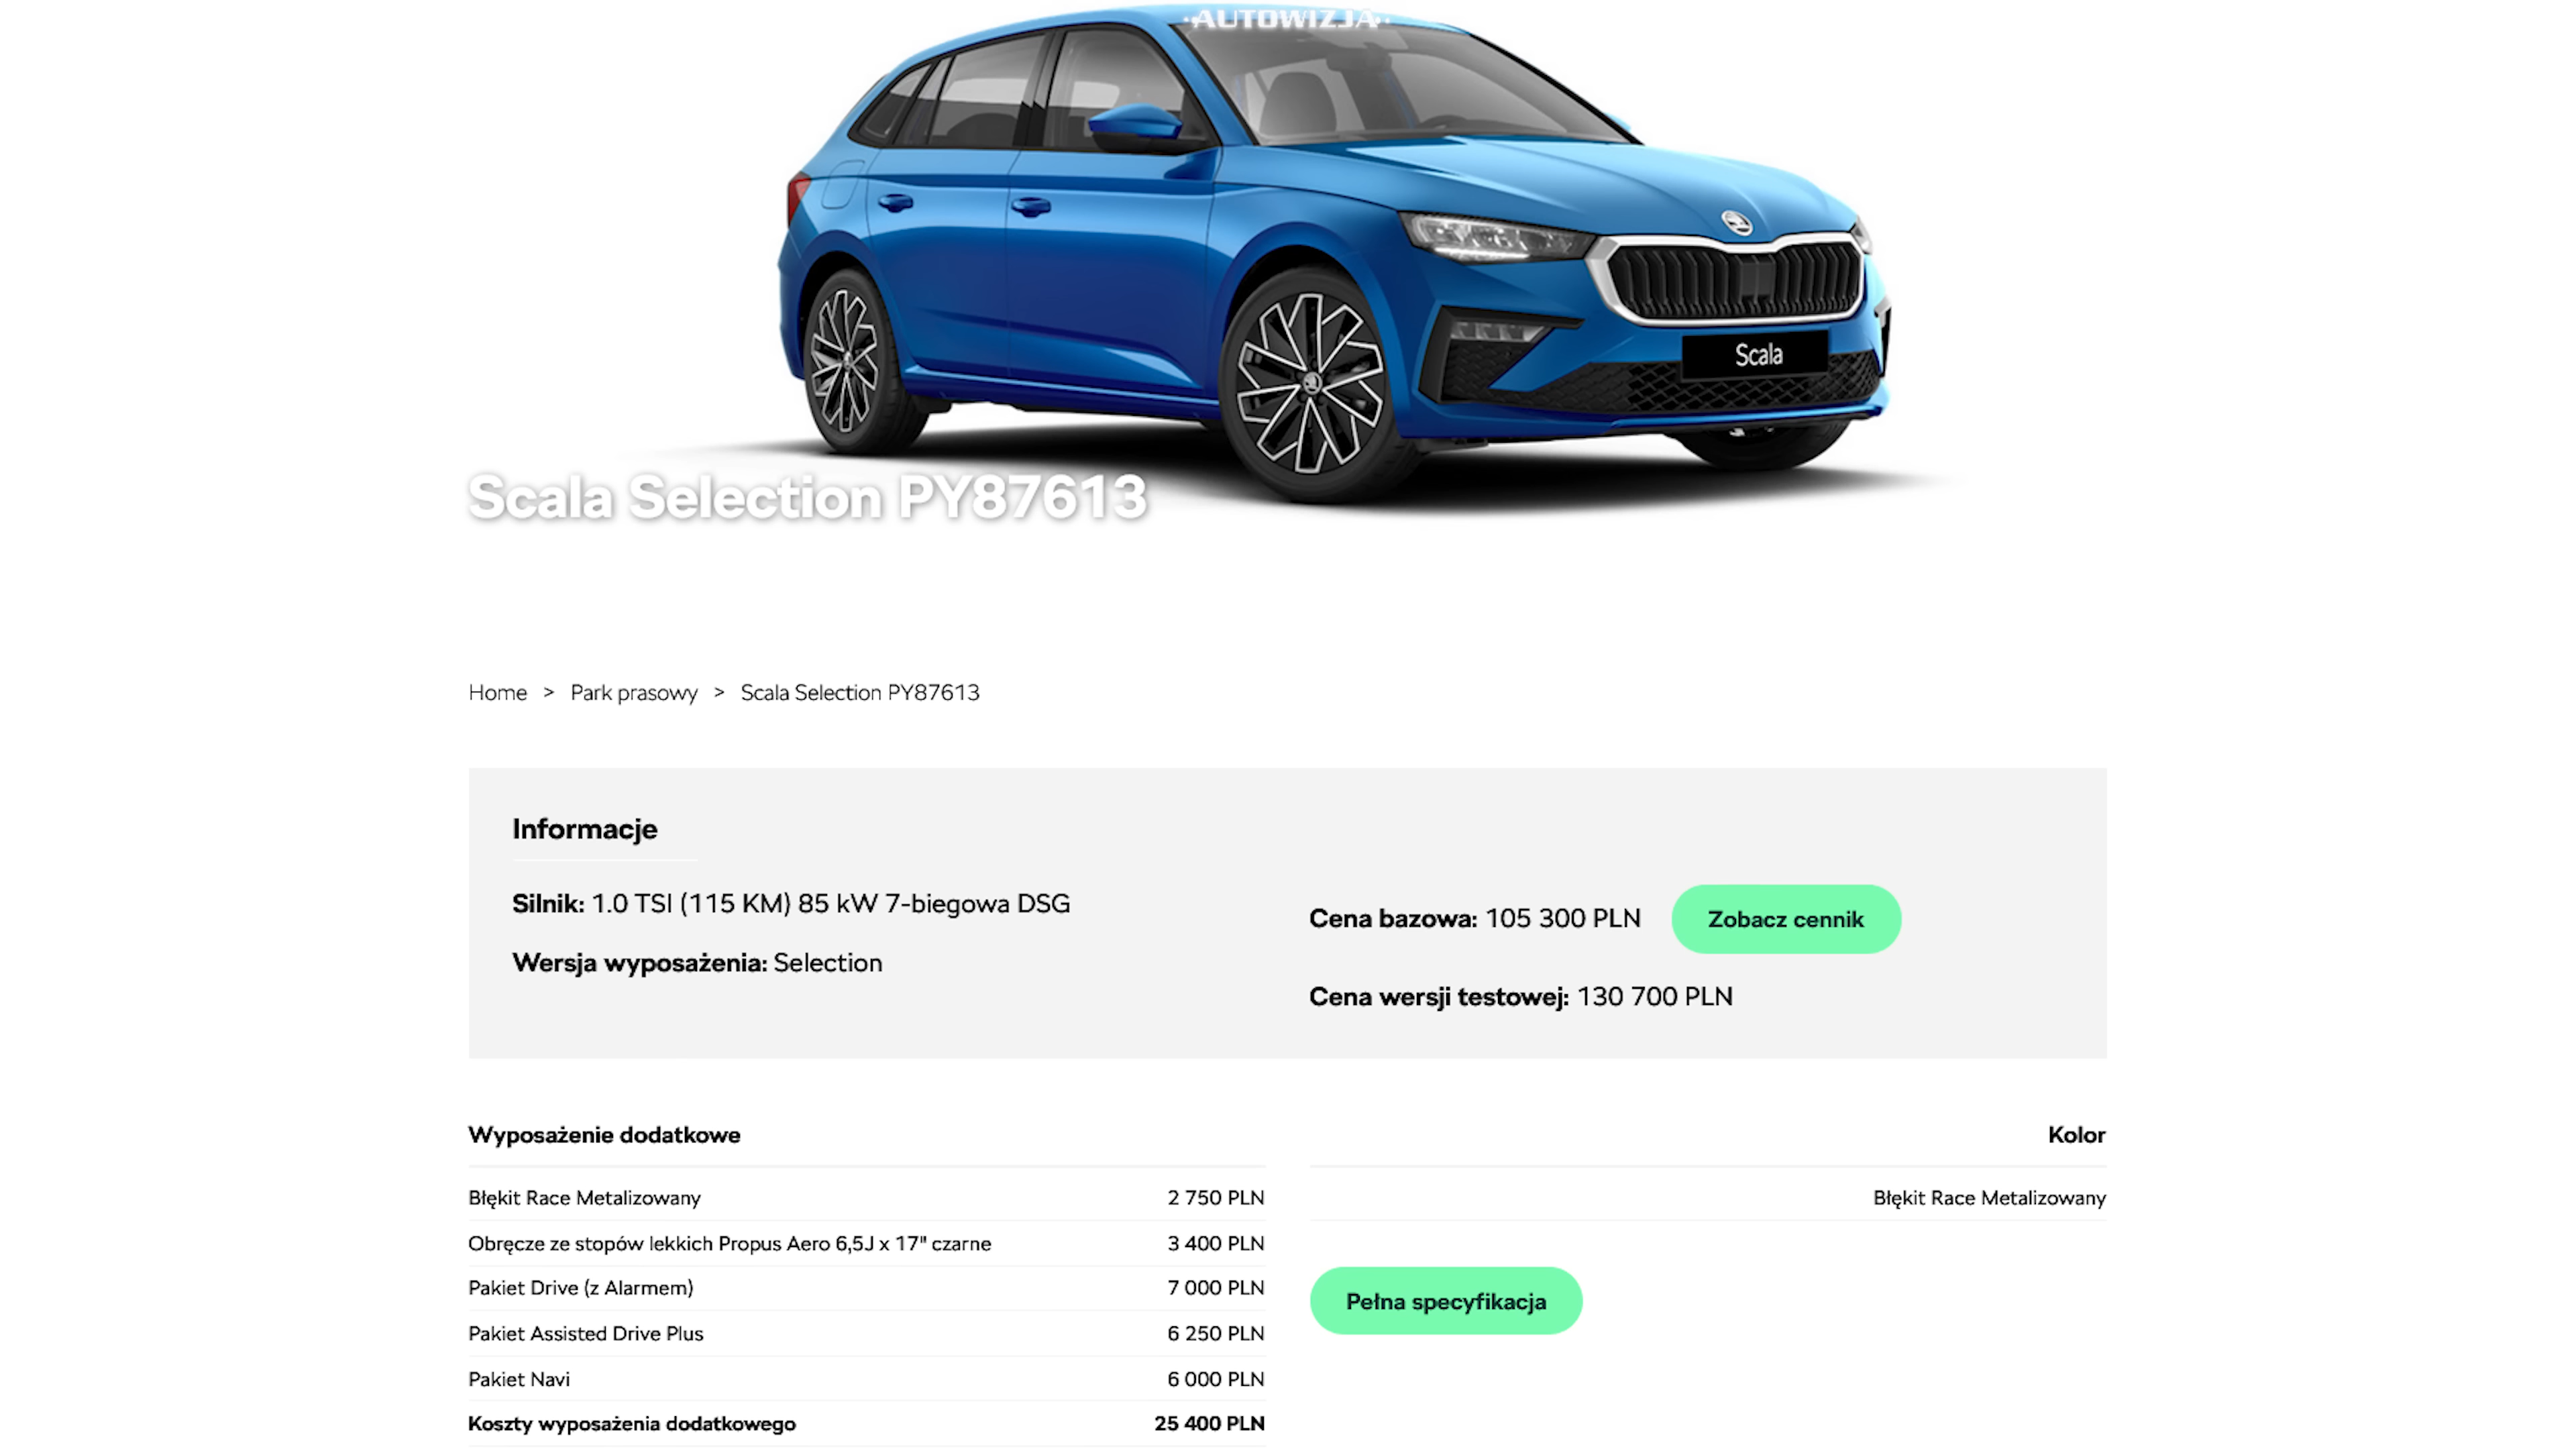 ·AUTOWIZJA·
Scala
Scala Selection PY87613
Home > Park prasowy > Scala Selection PY87613
Informacje
Silnik: 1.0 TSI (115 KM) 85 kW 7-biegowa DSG
Wersja wyposażenia: Selection
Cena bazowa: 105 300 PLN Zobacz cennik
Cena wersji testowej: 130 700 PLN
Wyposażenie dodatkowe
Błękit Race Metalizowany 2 750 PLN
Obręcze ze stopów lekkich Propus Aero 6,5J x 17" czarne 3 400 PLN
Pakiet Drive (z Alarmem) 7 000 PLN
Pakiet Assisted Drive Plus 6 250 PLN
Pakiet Navi 6 000 PLN
Koszty wyposażenia dodatkowego 25 400 PLN
Kolor
Błękit Race Metalizowany
Pełna specyfikacja